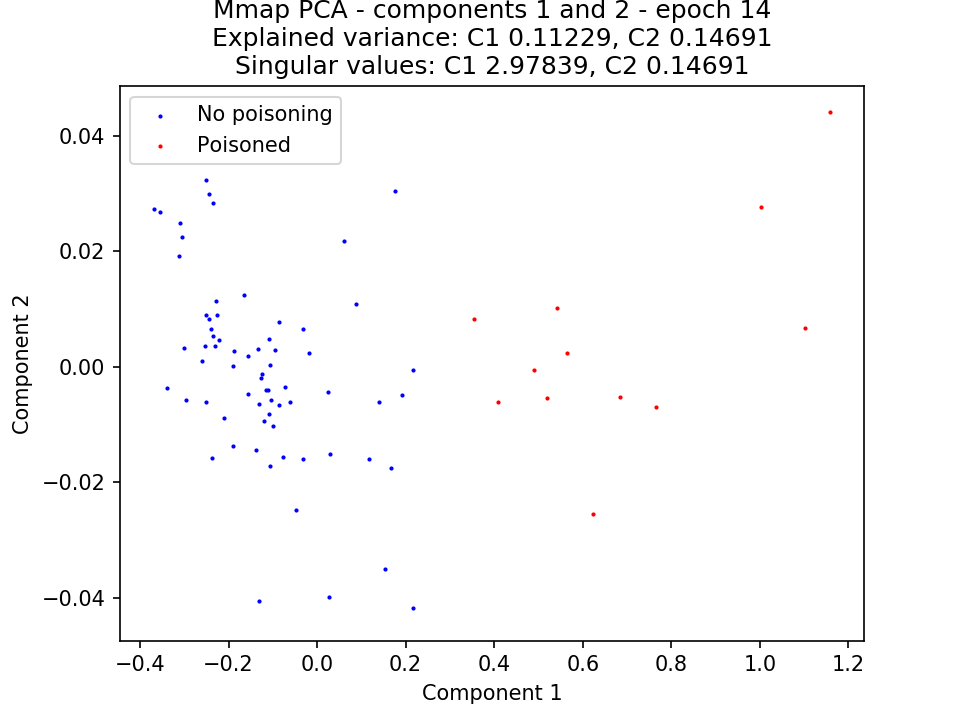 Mmap PCA - components 1 and 2 - epoch 14
Explained variance: C1 0.11229, C2 0.14691
Singular values: C1 2.97839, C2 0.14691
No poisoning
Poisoned
0.04
0.02
0.00
−0.02
−0.04
Component 2
−0.4 −0.2 0.0 0.2 0.4 0.6 0.8 1.0 1.2
Component 1